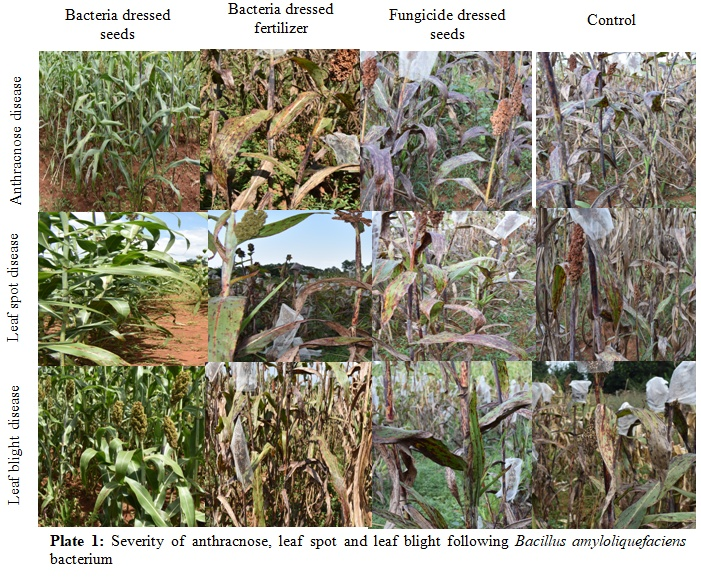 Bacteria dressed
seeds
Bacteria dressed
fertilizer
Fungicide dressed
seeds
Control
Anthracnose disease
Leaf spot disease
Leaf blight disease
Plate 1: Severity of anthracnose, leaf spot and leaf blight following Bacillus amyloliquefaciens
bacterium